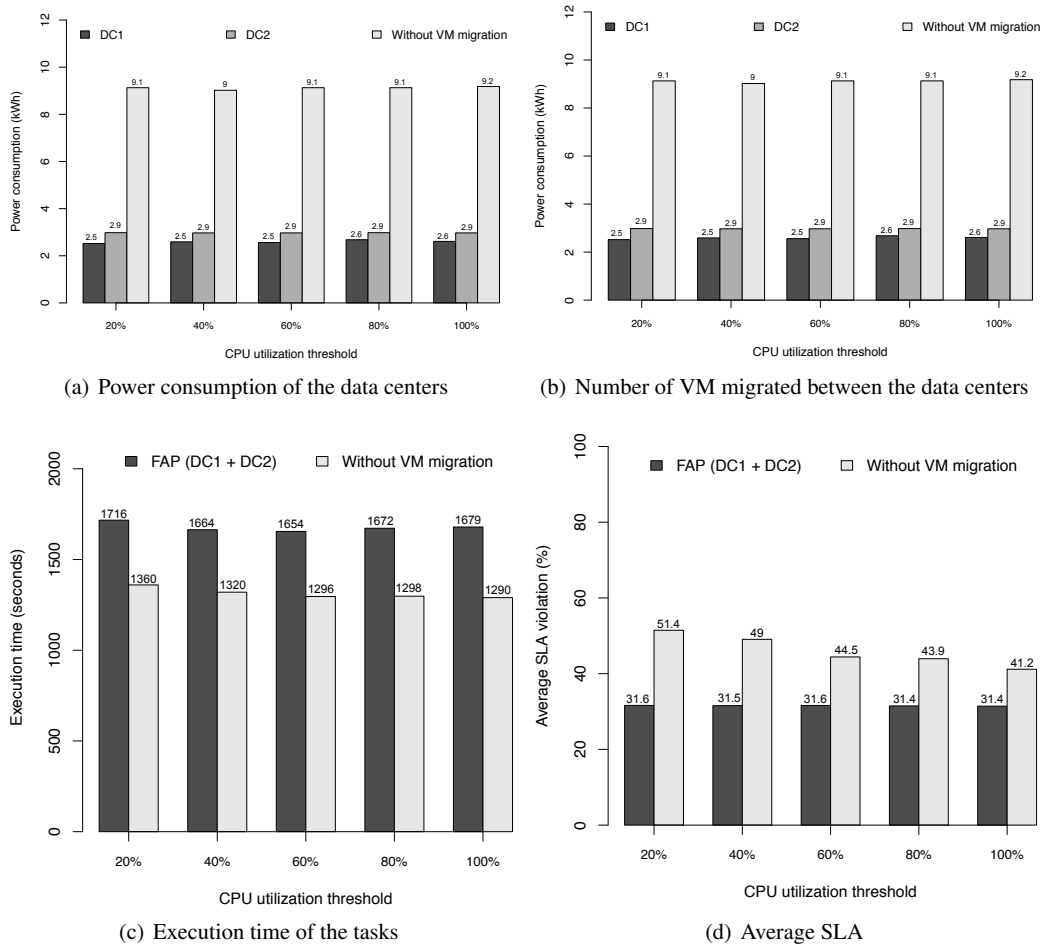 DC1 DC2 Without VM migration
Power consumption (kWh)
0 2 4 6 8 10 12
2.5 2.9 9.1
2.5 2.9 9
2.5 2.9 9.1
2.6 2.9 9.1
2.6 2.9 9.2
20% 40% 60% 80% 100%
CPU utilization threshold
(a) Power consumption of the data centers
DC1 DC2 Without VM migration
Power consumption (kWh)
0 2 4 6 8 10 12
2.5 2.9 9.1
2.5 2.9 9
2.5 2.9 9.1
2.6 2.9 9.1
2.6 2.9 9.2
20% 40% 60% 80% 100%
CPU utilization threshold
(b) Number of VM migrated between the data centers
FAP (DC1 + DC2) Without VM migration
Execution time (seconds)
0 500 1000 1500 2000
1716 1360
1664 1320
1654 1296
1672 1298
1679 1290
20% 40% 60% 80% 100%
CPU utilization threshold
(c) Execution time of the tasks
FAP (DC1 + DC2) Without VM migration
Average SLA violation (%)
0 20 40 60 80 100
31.6 51.4
31.5 49
31.6 44.5
31.4 43.9
31.4 41.2
20% 40% 60% 80% 100%
CPU utilization threshold
(d) Average SLA